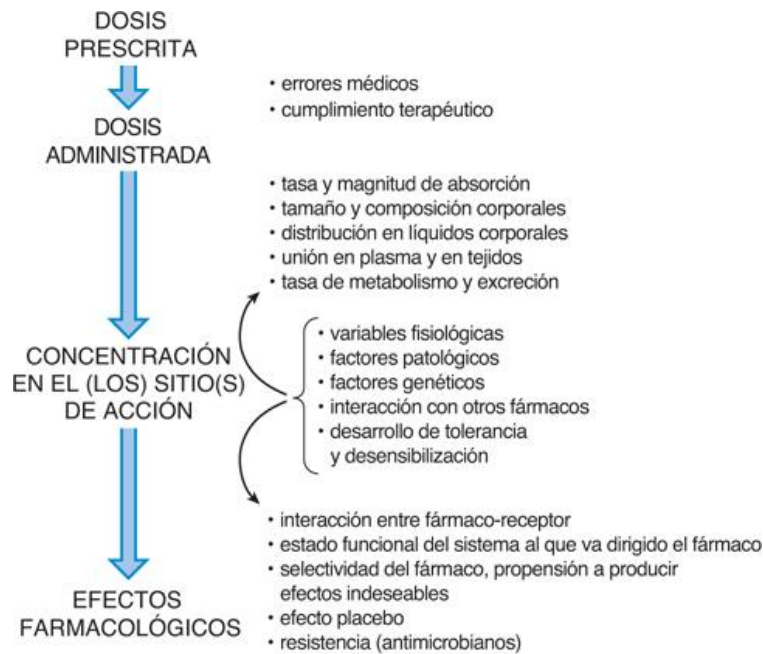 DOSIS
PRESCRITA
• errores médicos
• cumplimiento terapéutico
DOSIS
ADMINISTRADA
• tasa y magnitud de absorción
• tamaño y composición corporales
• distribución en líquidos corporales
• unión en plasma y en tejidos
• tasa de metabolismo y excreción
• variables fisiológicas
• factores patológicos
• factores genéticos
• interacción con otros fármacos
• desarrollo de tolerancia
y desensibilización
CONCENTRACIÓN
EN EL (LOS) SITIO(S)
DE ACCIÓN
• interacción entre fármaco-receptor
• estado funcional del sistema al que va dirigido el fármaco
• selectividad del fármaco, propensión a producir
efectos indeseables
• efecto placebo
• resistencia (antimicrobianos)
EFECTOS
FARMACOLÓGICOS